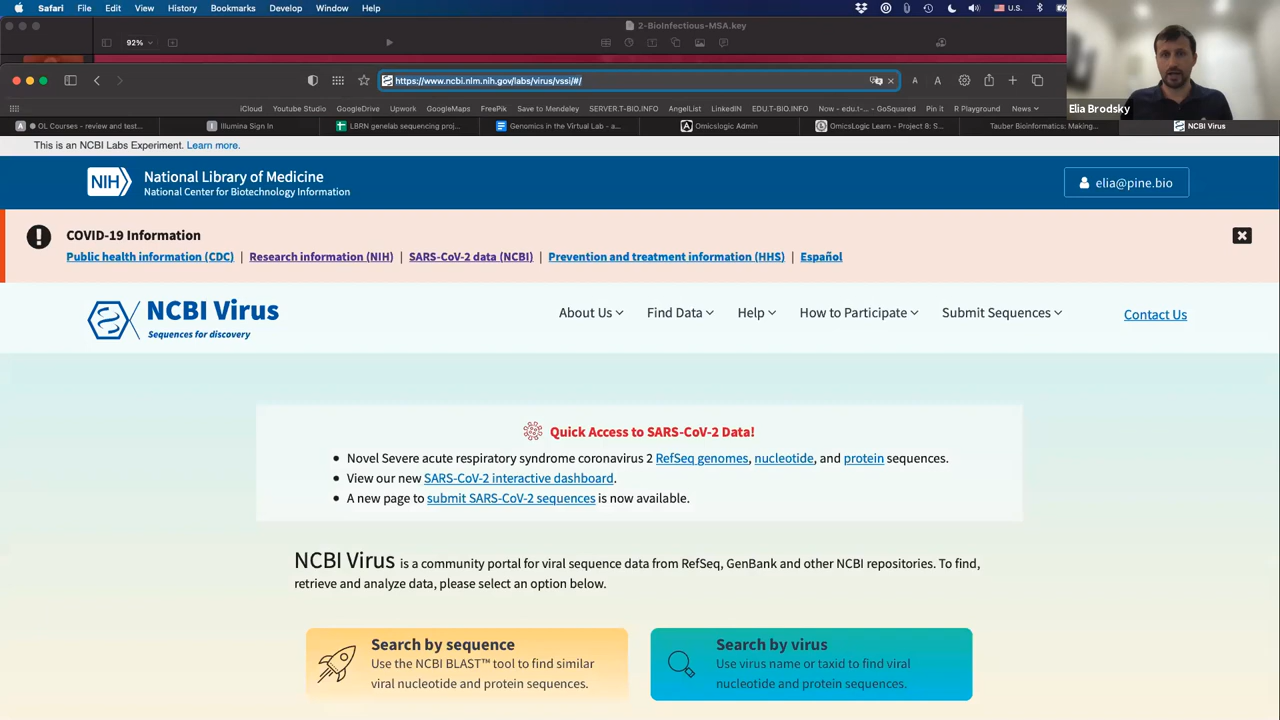 Safari File Edit View History Bookmarks Develop Window Help U.S.
2-BioInfectious-MSA.key
92%
https://www.ncbi.nlm.nih.gov/labs/virus/vssi/#/
A A
Elia Brodsky
iCloud Youtube Studio GoogleDrive Upwork GoogleMaps FreePik Save to Mendeley SERVER.T-BIO.INFO AngelList LinkedIN EDU.T-BIO.INFO Now - edu.t-... - GoSquared Pin it R Playground News
OL Courses - review and test... Illumina Sign In LBRN genelab sequencing proj... Genomics in the Virtual Lab - a... Omicslogic Admin OmicsLogic Learn - Project 8: S... Tauber Bioinformatics: Making... NCBI Virus
This is an NCBI Labs Experiment. Learn more.
NIH National Library of Medicine
National Center for Biotechnology Information
elia@pine.bio
COVID-19 Information
Public health information (CDC) | Research information (NIH) | SARS-CoV-2 data (NCBI) | Prevention and treatment information (HHS) | Español
NCBI Virus
Sequences for discovery
About Us Find Data Help How to Participate Submit Sequences Contact Us
Quick Access to SARS-CoV-2 Data!
• Novel Severe acute respiratory syndrome coronavirus 2 RefSeq genomes, nucleotide, and protein sequences.
• View our new SARS-CoV-2 interactive dashboard.
• A new page to submit SARS-CoV-2 sequences is now available.
NCBI Virus is a community portal for viral sequence data from RefSeq, GenBank and other NCBI repositories. To find,
retrieve and analyze data, please select an option below.
Search by sequence
Use the NCBI BLAST™ tool to find similar
viral nucleotide and protein sequences.
Search by virus
Use virus name or taxid to find viral
nucleotide and protein sequences.